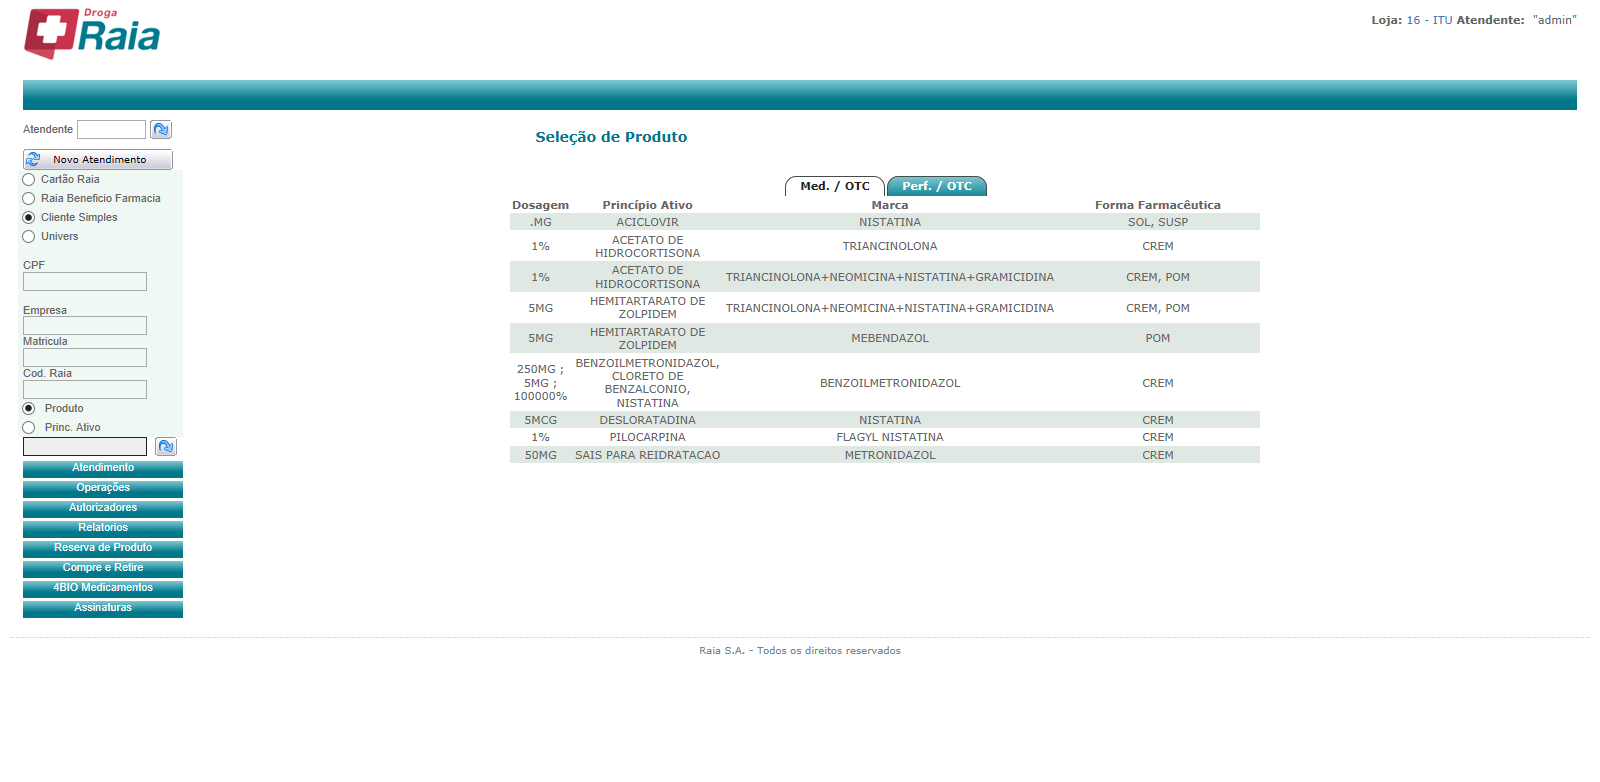 Droga
Raia
Loja: 16 - ITU Atendente: "admin"
Atendente
Novo Atendimento
Cartão Raia
Raia Beneficio Farmacia
Cliente Simples
Univers
CPF
Empresa
Matricula
Cod. Raia
Produto
Princ. Ativo
Atendimento
Operações
Autorizadores
Relatorios
Reserva de Produto
Compre e Retire
4BIO Medicamentos
Assinaturas
Seleção de Produto
Med. / OTC Perf. / OTC
Dosagem Princípio Ativo Marca Forma Farmacêutica
.MG ACICLOVIR NISTATINA SOL, SUSP
1% ACETATO DE HIDROCORTISONA TRIANCINOLONA CREM
1% ACETATO DE HIDROCORTISONA TRIANCINOLONA+NEOMICINA+NISTATINA+GRAMICIDINA CREM, POM
5MG HEMITARTARATO DE ZOLPIDEM TRIANCINOLONA+NEOMICINA+NISTATINA+GRAMICIDINA CREM, POM
5MG HEMITARTARATO DE ZOLPIDEM MEBENDAZOL POM
250MG ; 5MG ; 100000% BENZOILMETRONIDAZOL, CLORETO DE BENZALCONIO, NISTATINA BENZOILMETRONIDAZOL CREM
5MCG DESLORATADINA NISTATINA CREM
1% PILOCARPINA FLAGYL NISTATINA CREM
50MG SAIS PARA REIDRATACAO METRONIDAZOL CREM
Raia S.A. - Todos os direitos reservados